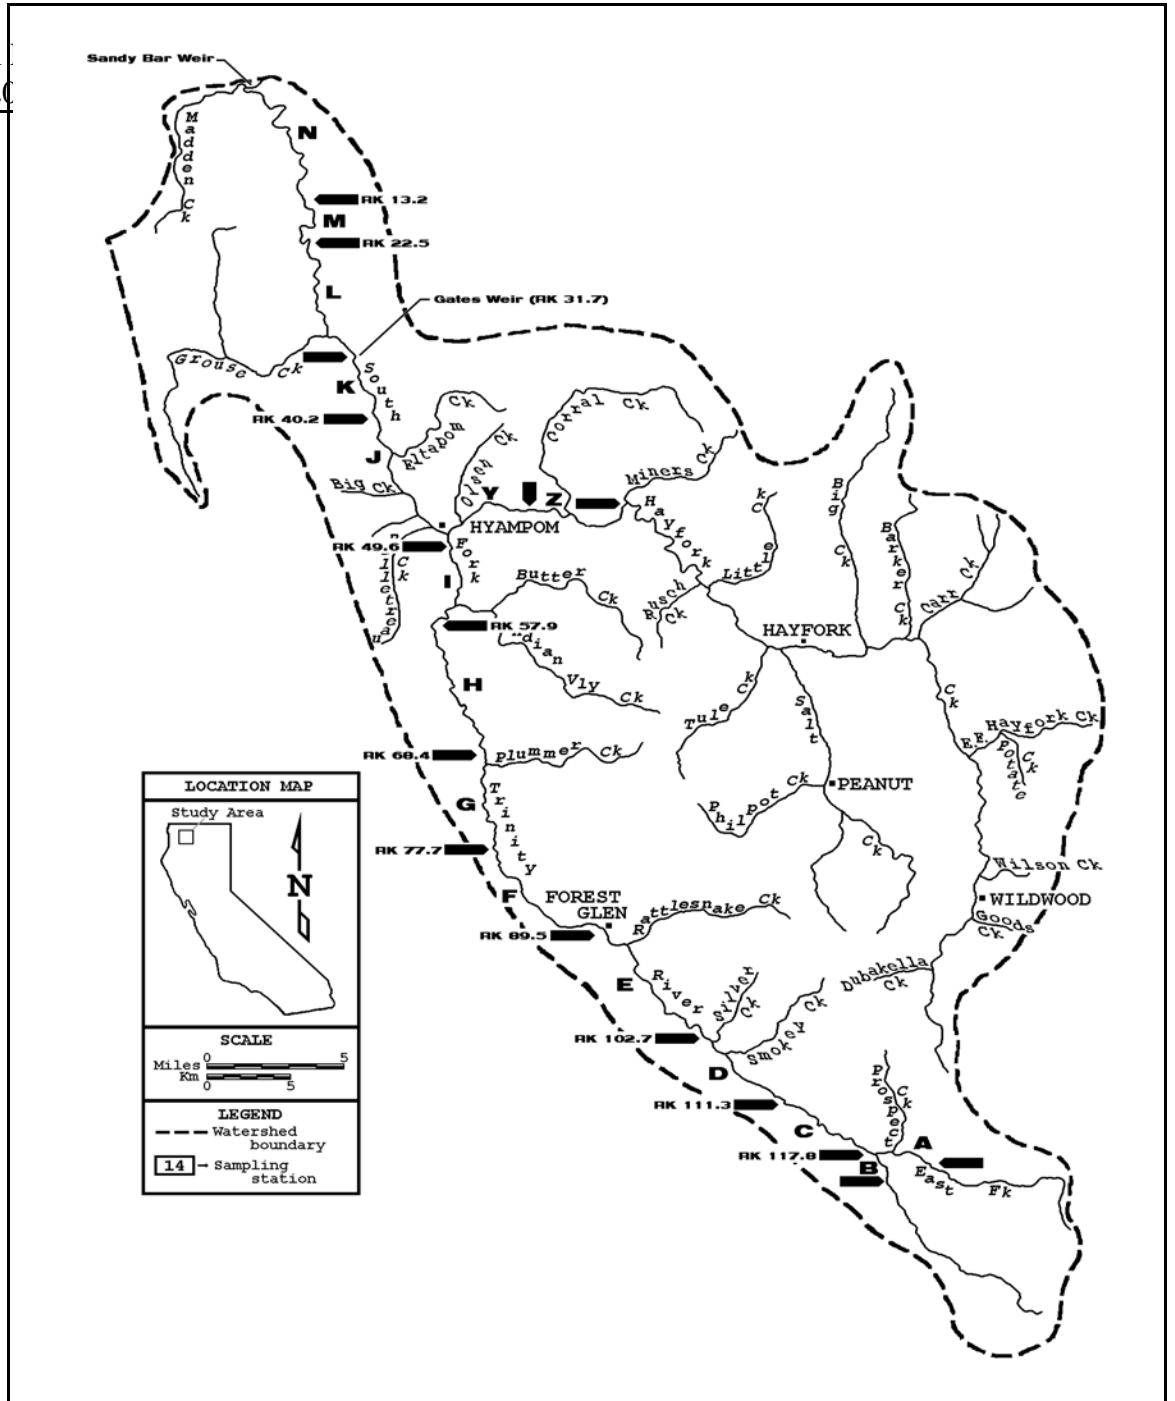 Sandy Bar Weir
Madden Ck
N
RK 13.2
M
RK 22.5
L
Gates Weir (RK 31.7)
Grouse Ck
K
South
RK 40.2
Eltapom Ck
Corral Ck
J
Olsen Ck
Miners Ck
Big Ck
Y
Z
Hayfork
Little Ck
Big Ck
Barker Ck
HYAMPOM
RK 49.6
Fork
Ck
I
Butter Ck
Rusch Ck
Carr Ck
HAYFORK
RK 57.9
dian Vly Ck
H
Tule Ck
Salt
Ck
E.F. Hayfork Ck
Potato Ck
RK 68.4
Plummer Ck
PEANUT
Philpot Ck
Ck
G
Trinity
RK 77.7
Wilson Ck
WILDWOOD
Goods Ck
F
FOREST
GLEN
Rattlesnake Ck
RK 89.5
E
River
Silver Ck
Smokey Ck
Dubakella Ck
RK 102.7
D
RK 111.3
C
Prospect Ck
A
RK 117.8
B
East Fk
LOCATION MAP
Study Area
N
SCALE
0 5
Miles
Km
0 5
LEGEND
Watershed
boundary
14 Sampling
station